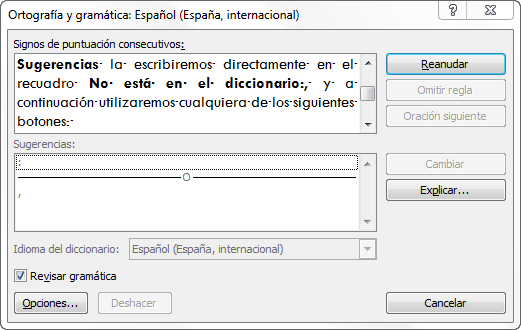 Ortografía y gramática: Español (España, internacional)
Signos de puntuación consecutivos:
Sugerencias la escribiremos directamente en el
recuadro No está en el diccionario:, y a
continuación utilizaremos cualquiera de los siguientes
botones:
Reanudar
Omitir regla
Oración siguiente
Sugerencias:
:
O
,
Cambiar
Explicar...
Idioma del diccionario: Español (España, internacional)
Revisar gramática
Opciones... Deshacer Cancelar